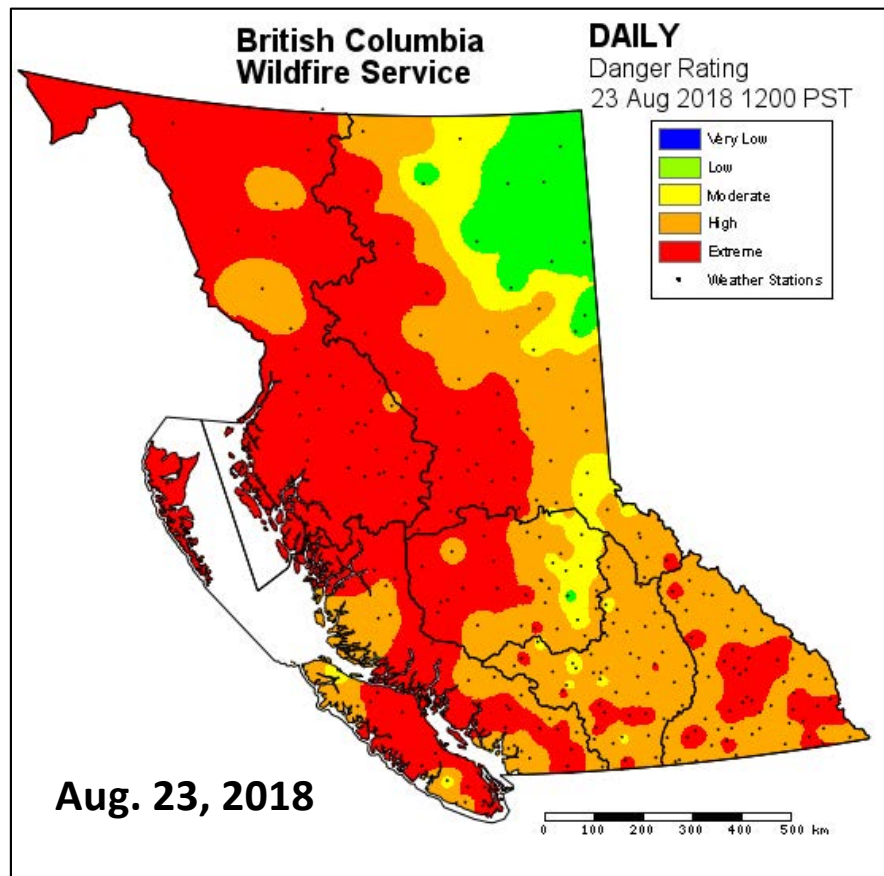 British Columbia
Wildfire Service
DAILY
Danger Rating
23 Aug 2018 1200 PST
Very Low
Low
Moderate
High
Extreme
Weather Stations
Aug. 23, 2018
0 100 200 300 400 500 km